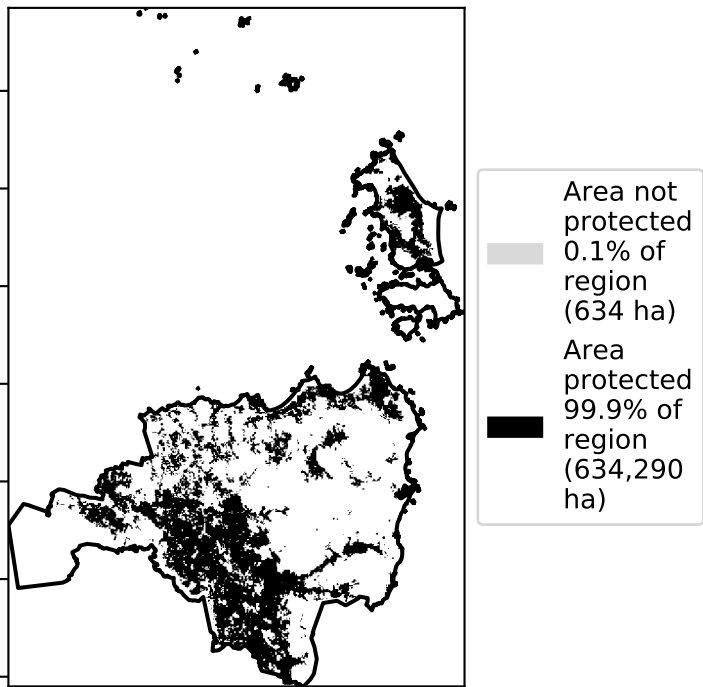 Area not
protected
0.1% of
region
(634 ha)
Area
protected
99.9% of
region
(634,290
ha)